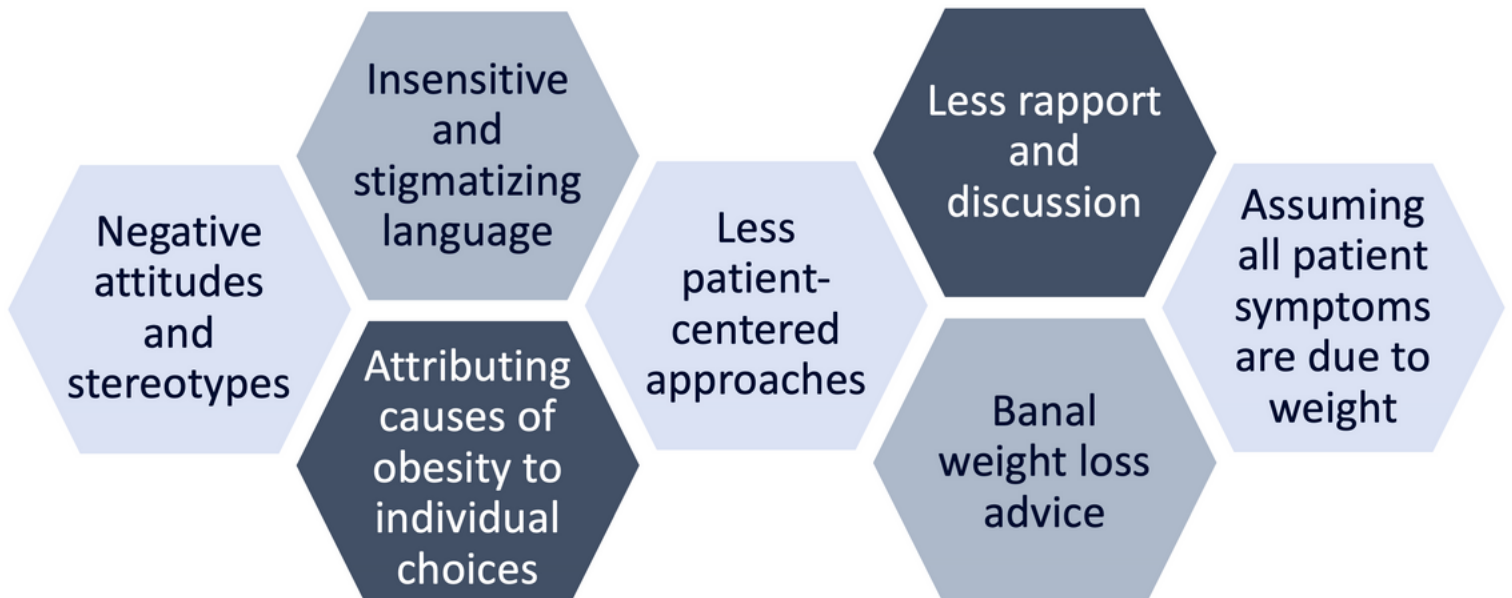 Negative
attitudes
and
stereotypes
Insensitive
and
stigmatizing
language
Attributing
causes of
obesity to
individual
choices
Less
patient-
centered
approaches
Less rapport
and
discussion
Banal
weight loss
advice
Assuming
all patient
symptoms
are due to
weight